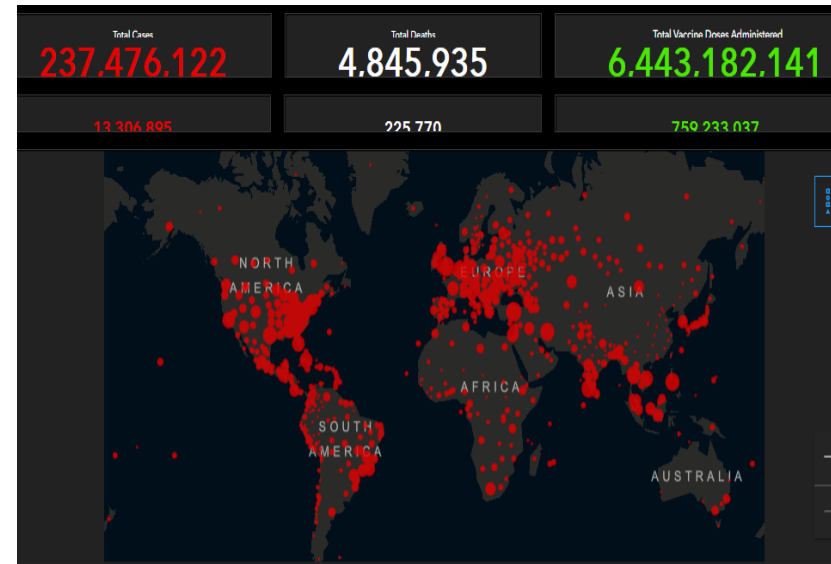 Total Cases
237,476,122
Total Deaths
4,845,935
Total Vaccine Doses Administered
6,443,182,141
13,306,895
225,770
759,233,037
NORTH
AMERICA
EUROPE
ASIA
AFRICA
SOUTH
AMERICA
AUSTRALIA